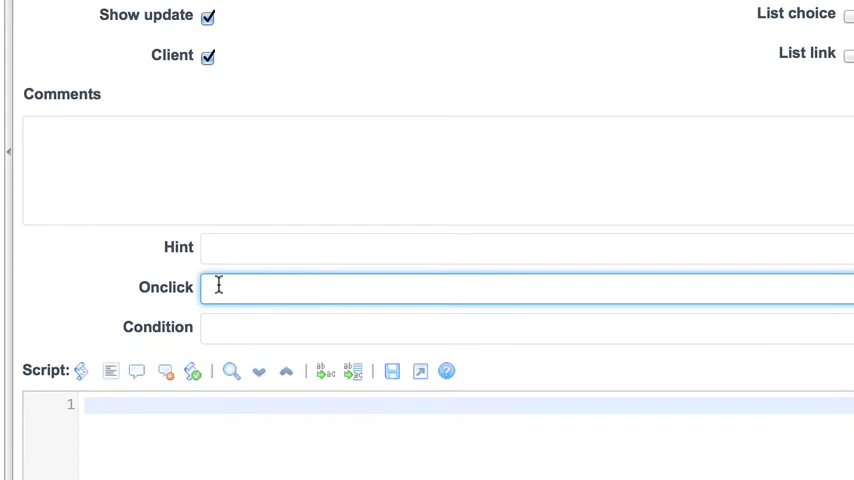 Show update
List choice
Client
List link
Comments
Hint
Onclick
Condition
Script:
1